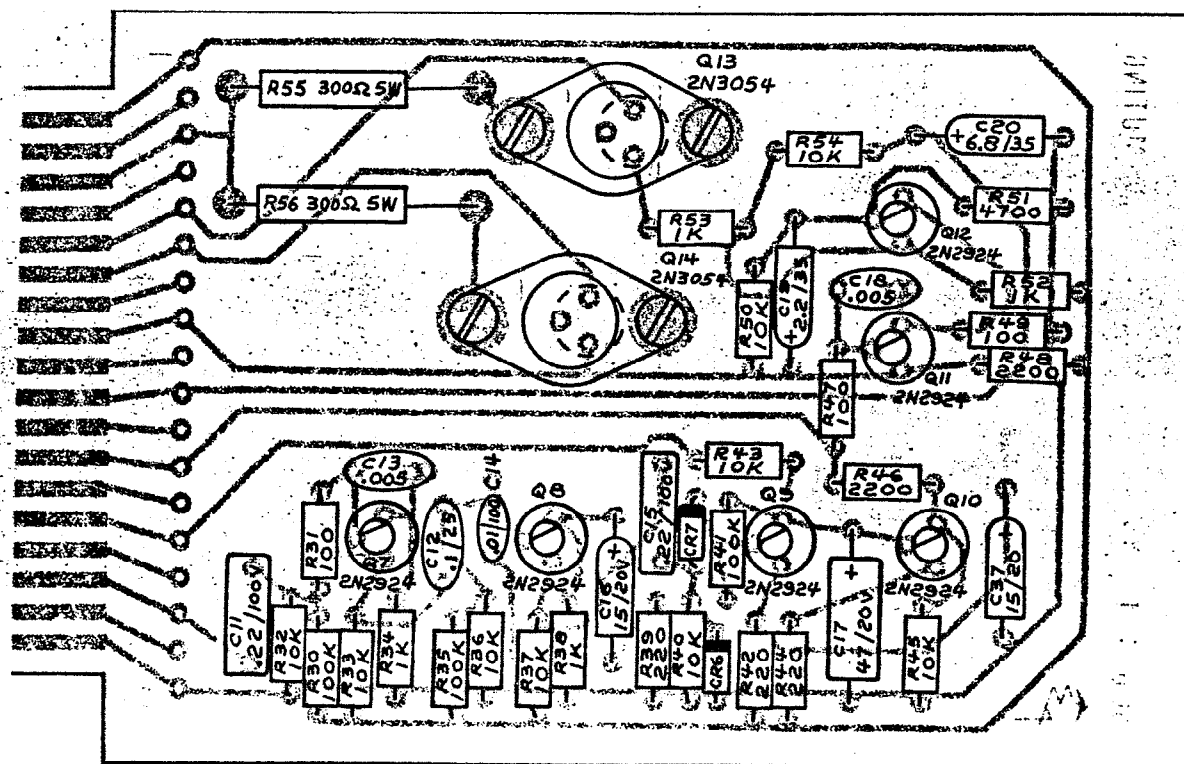 Q13
2N3054
R55 300Ω 5W
C20
+ 6.8/35
R54
10K
R56 300Ω 5W
R51
4700
R53
1K
Q12
2N2924
Q14
2N3054
R50
10K
C19
+2.2/35
C18
.005
R52
1K
R49
100
R48
2200
Q11
2N2924
R47
100
C13
.005
C14
.01/100
Q8
R43
10K
R46
2200
Q10
R31
100
C12
.1/25
C15
.22/100
CR7
R41
100K
2N2924
2N2924
2N2924
2N2924
C16
+
15/20V
C17
+
47/20V
C37
+
15/20
C11
.22/100V
R32
10K
R30
100K
R33
10K
R34
1K
R35
100K
R36
10K
R37
10K
R38
1K
R39
220
R40
10K
CR6
R42
220
R44
220
R45
10K